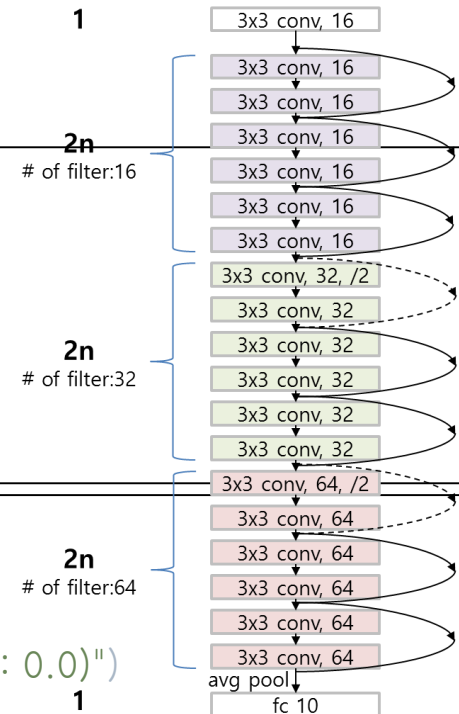 1
3x3 conv, 16
3x3 conv, 16
3x3 conv, 16
2n
3x3 conv, 16
# of filter:16
3x3 conv, 16
3x3 conv, 16
3x3 conv, 16
3x3 conv, 32, /2
3x3 conv, 32
2n
3x3 conv, 32
# of filter:32
3x3 conv, 32
3x3 conv, 32
3x3 conv, 32
3x3 conv, 64, /2
3x3 conv, 64
2n
3x3 conv, 64
# of filter:64
3x3 conv, 64
3x3 conv, 64
: 0.0)")
3x3 conv, 64
avg pool
1
fc 10